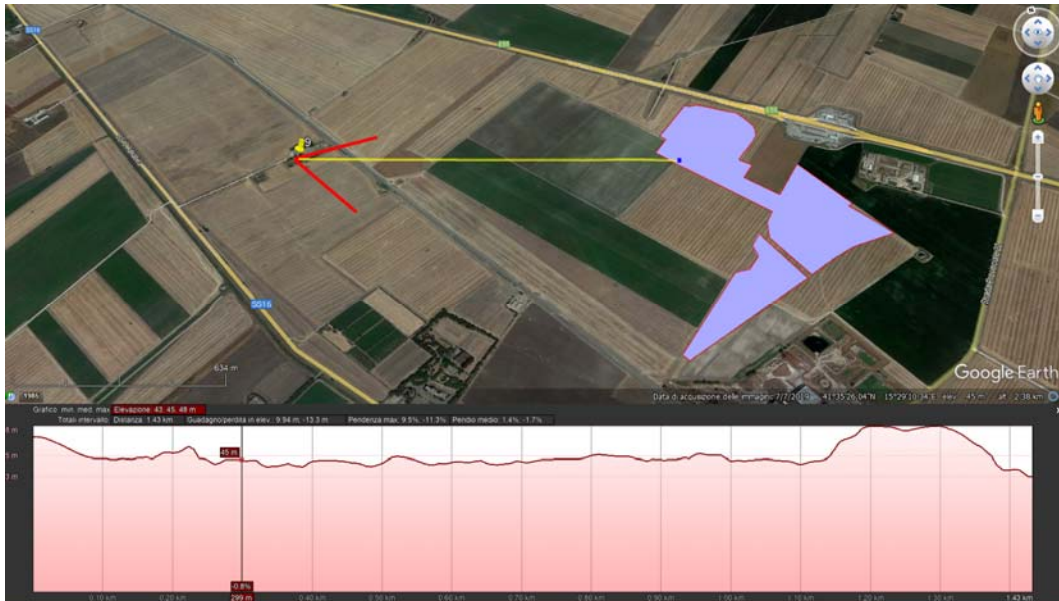 SS16
E55
9
E55
SS16
634 m
Google Earth
1985
Data di acquisizione delle immagini: 7/7/2019
41°35'26.04"N 15°29'10.34"E elev 45 m alt 2.38 km
Grafico: min, med, max Elevazione: 43, 45, 48 m
Totali intervallo: Distanza: 1.43 km Guadagno/perdita in elev.: 9.94 m, -13.3 m Pendenza max: 9.5%, -11.3% Pendio medio: 1.4%, -1.7%
45 m
-0.8%
0.10 km 0.20 km 299 m 0.40 km 0.50 km 0.60 km 0.70 km 0.80 km 0.90 km 1.00 km 1.10 km 1.20 km 1.30 km 1.43 km